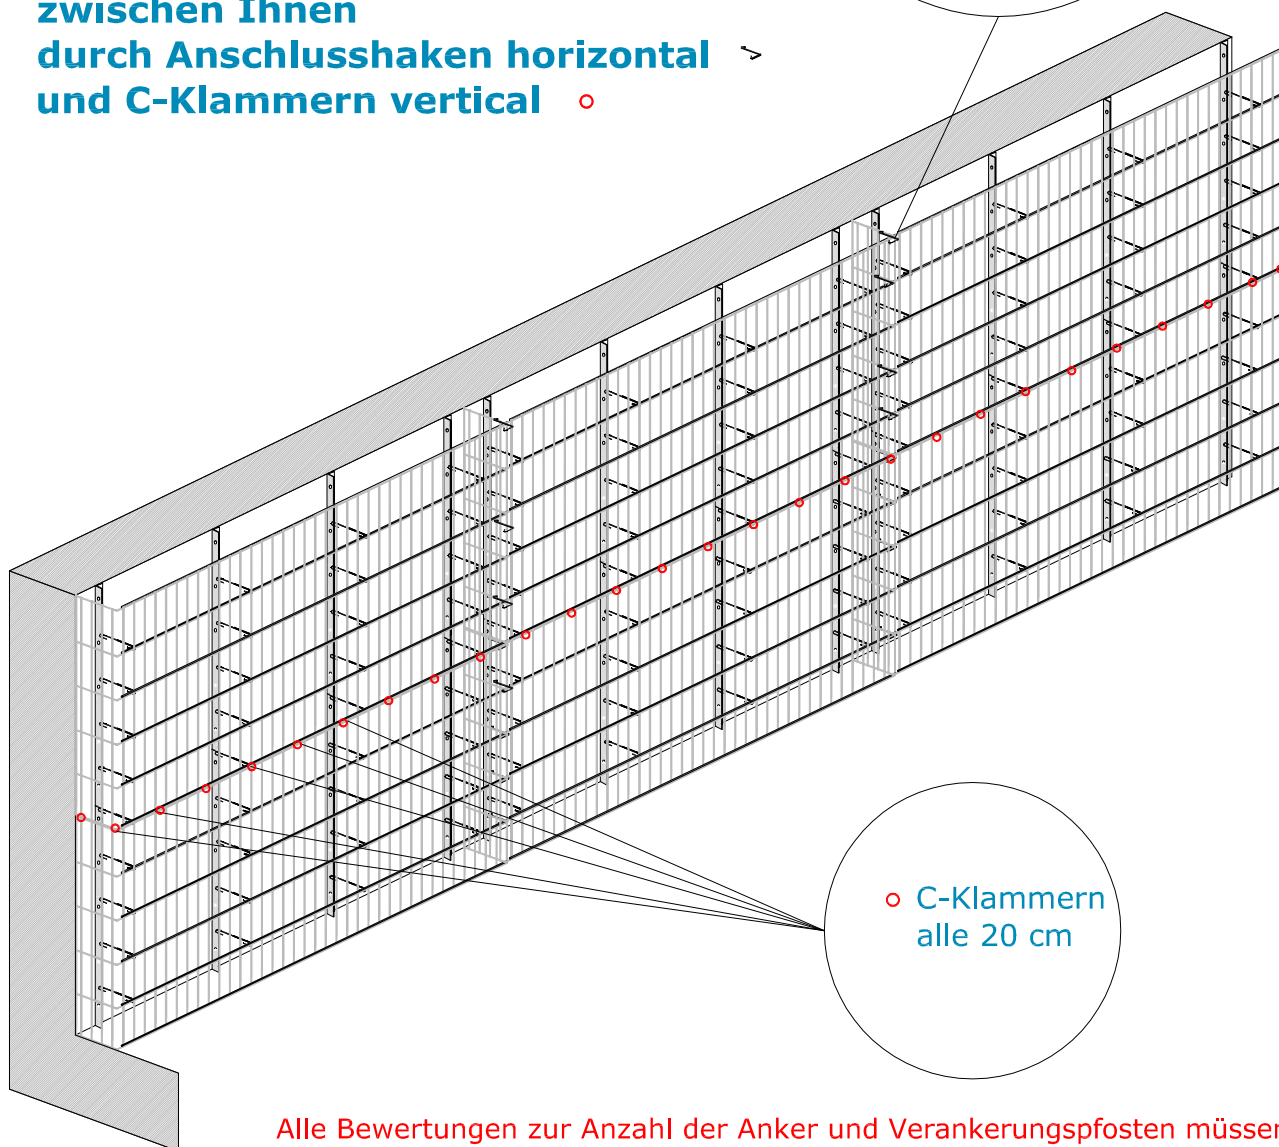 zwischen Ihnen
durch Anschlusshaken horizontal
und C-Klammern vertical
C-Klammern
alle 20 cm
Alle Bewertungen zur Anzahl der Anker und Verankerungspfosten müssen